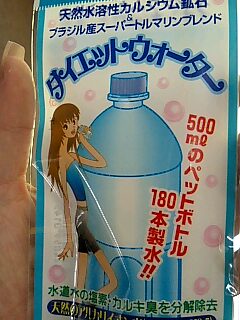 天然水溶性カルシウム鉱石
&
ブラジル産スーパートルマリンブレンド
ダイエットウォーター
500mlのペットボトル
180本製水!!
水道水の塩素・カルキ臭を分解除去